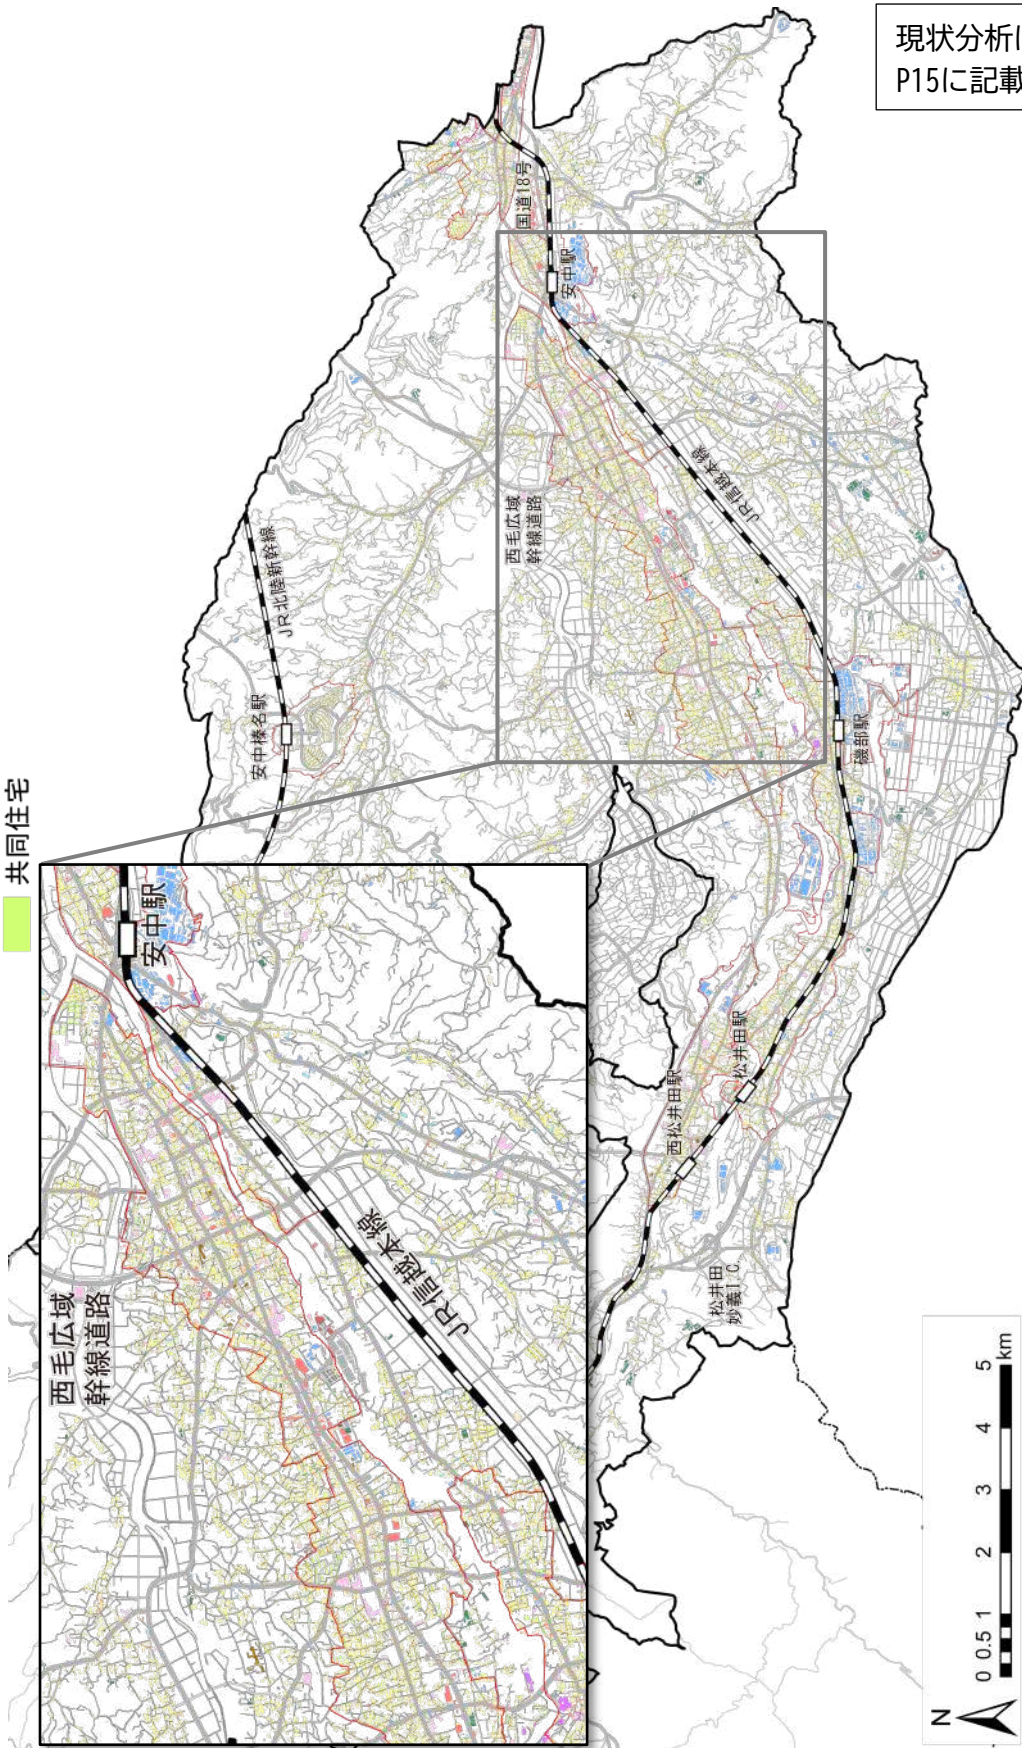 現状分析
P15に記載
国道18号
安中駅
西毛広域
幹線道路
JR信越本線
JR北陸新幹線
安中榛名駅
磯部駅
共同住宅
安中駅
西毛広域
幹線道路
JR信越本線
松井田駅
西松井田駅
松井田
妙義I.C.
0 0.5 1 2 3 4 5
km
N